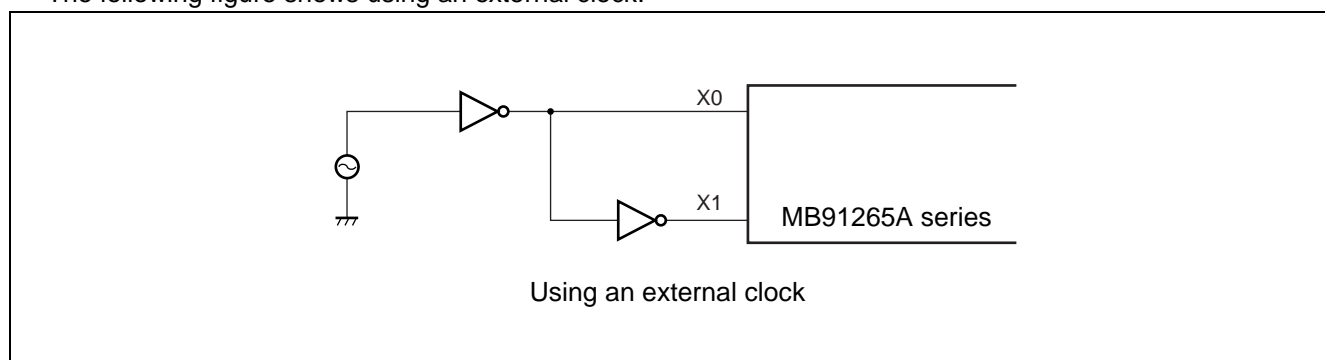 The following figure shows using an external clock.
X0
X1
MB91265A series
Using an external clock